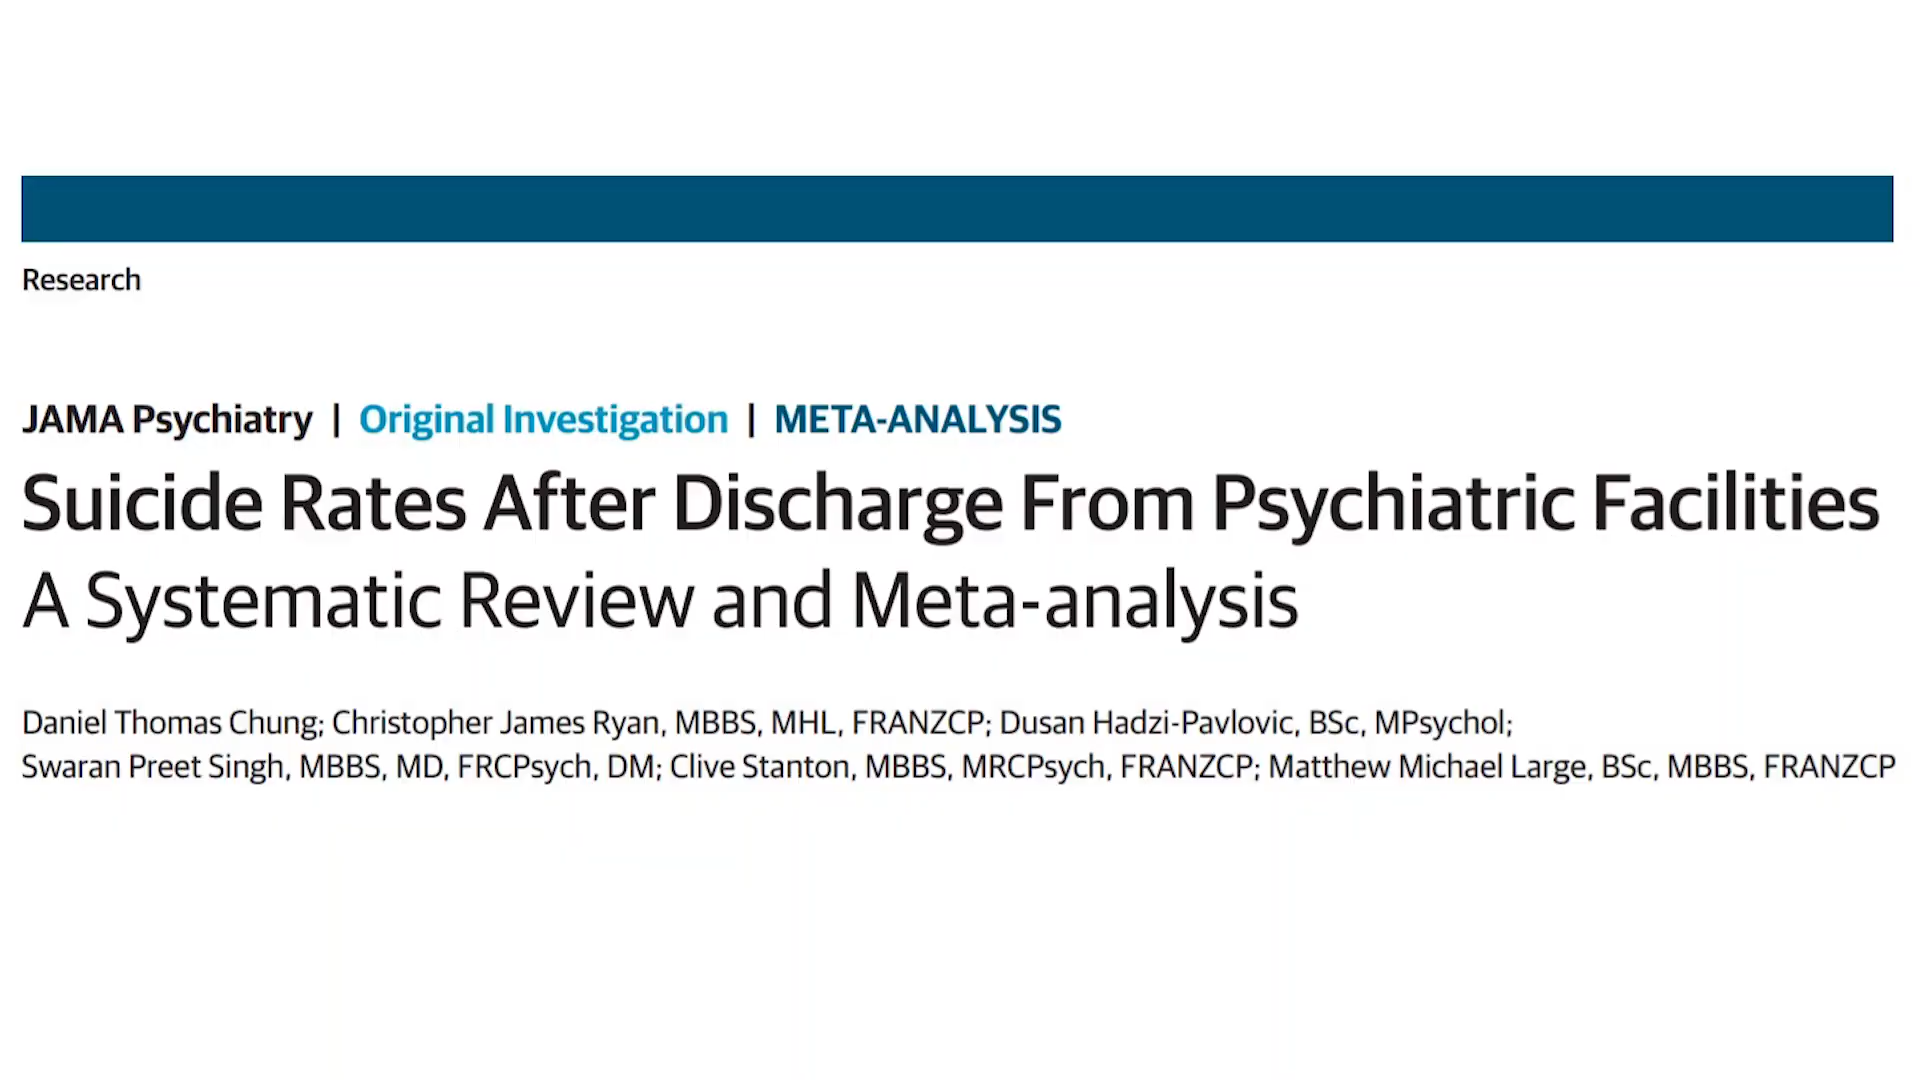 Research
JAMA Psychiatry | Original Investigation | META-ANALYSIS
Suicide Rates After Discharge From Psychiatric Facilities
A Systematic Review and Meta-analysis
Daniel Thomas Chung; Christopher James Ryan, MBBS, MHL, FRANZCP; Dusan Hadzi-Pavlovic, BSc, MPsychol;
Swaran Preet Singh, MBBS, MD, FRCPsych, DM; Clive Stanton, MBBS, MRCPsych, FRANZCP; Matthew Michael Large, BSc, MBBS, FRANZCP